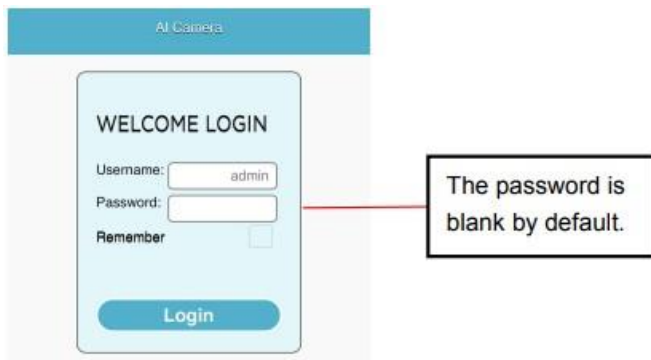 AI Camera
WELCOME LOGIN
Username: admin
Password:
Remember
Login
The password is
blank by default.